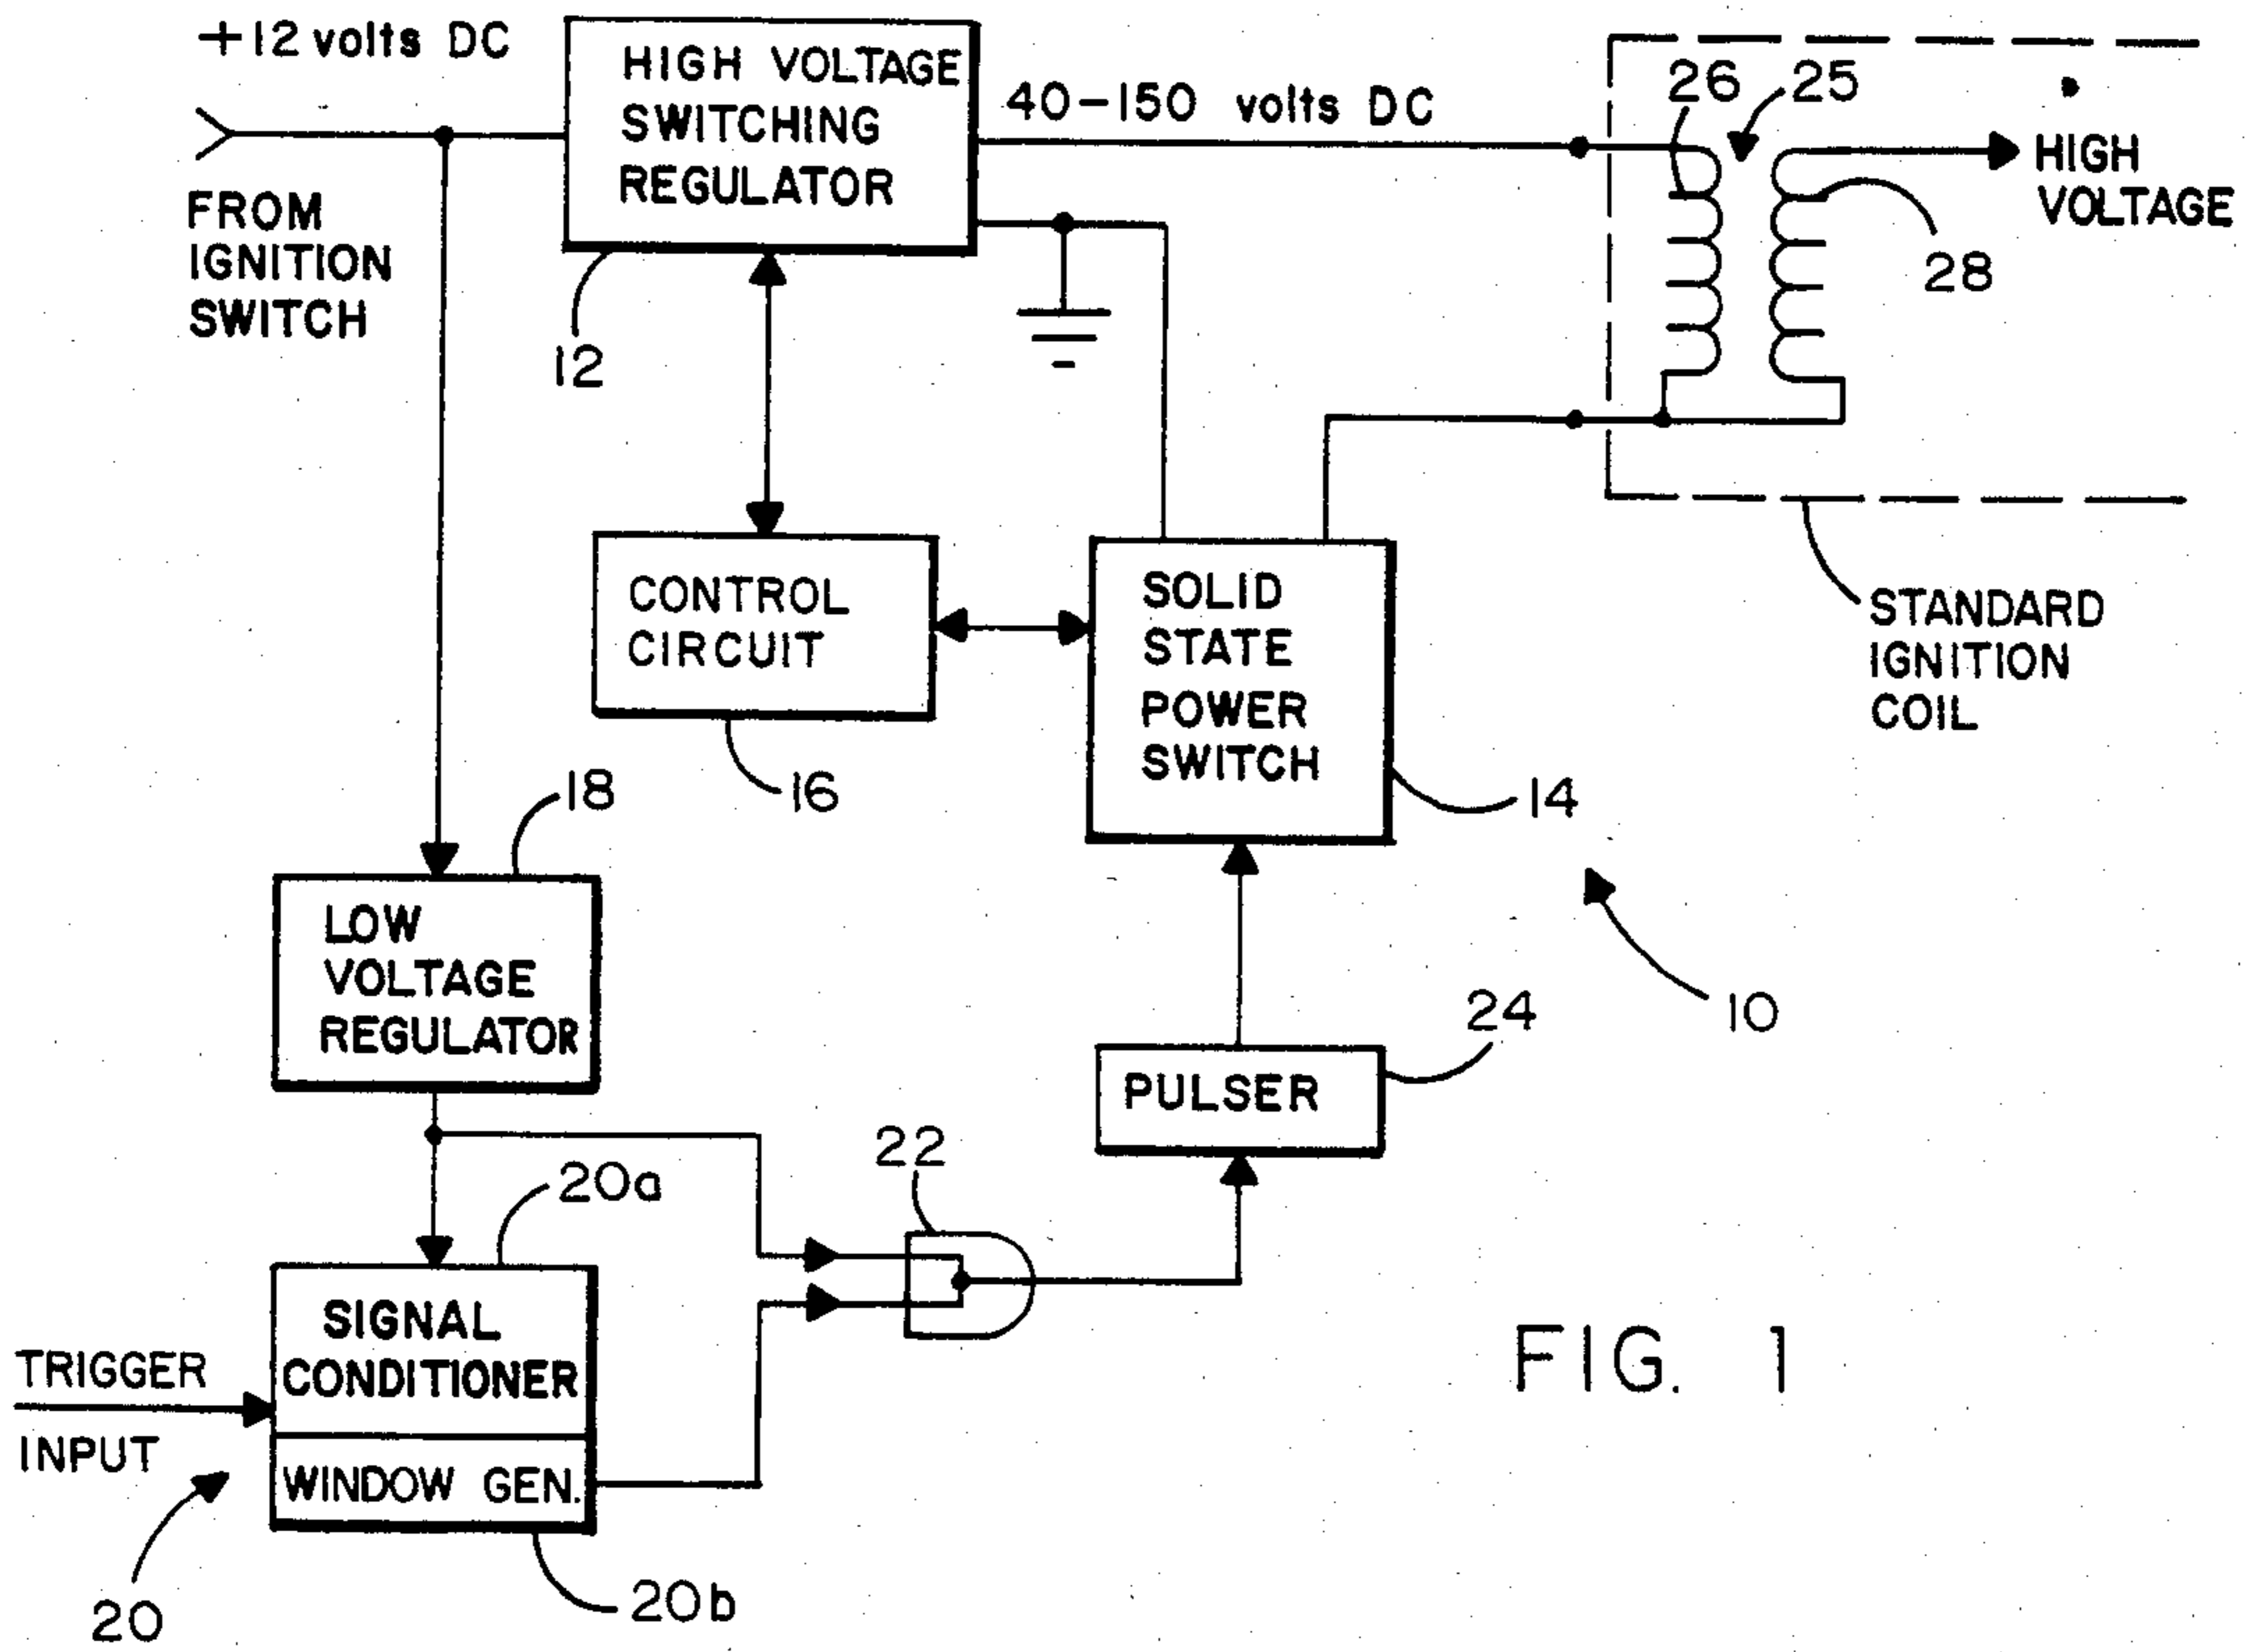 +12 volts DC
FROM
IGNITION
SWITCH
HIGH VOLTAGE
SWITCHING
REGULATOR
12
40-150 volts DC
26
25
HIGH
VOLTAGE
28
STANDARD
IGNITION
COIL
CONTROL
CIRCUIT
16
SOLID
STATE
POWER
SWITCH
14
18
LOW
VOLTAGE
REGULATOR
10
24
PULSER
22
20a
SIGNAL
CONDITIONER
WINDOW GEN.
TRIGGER
INPUT
20
20b
FIG. 1